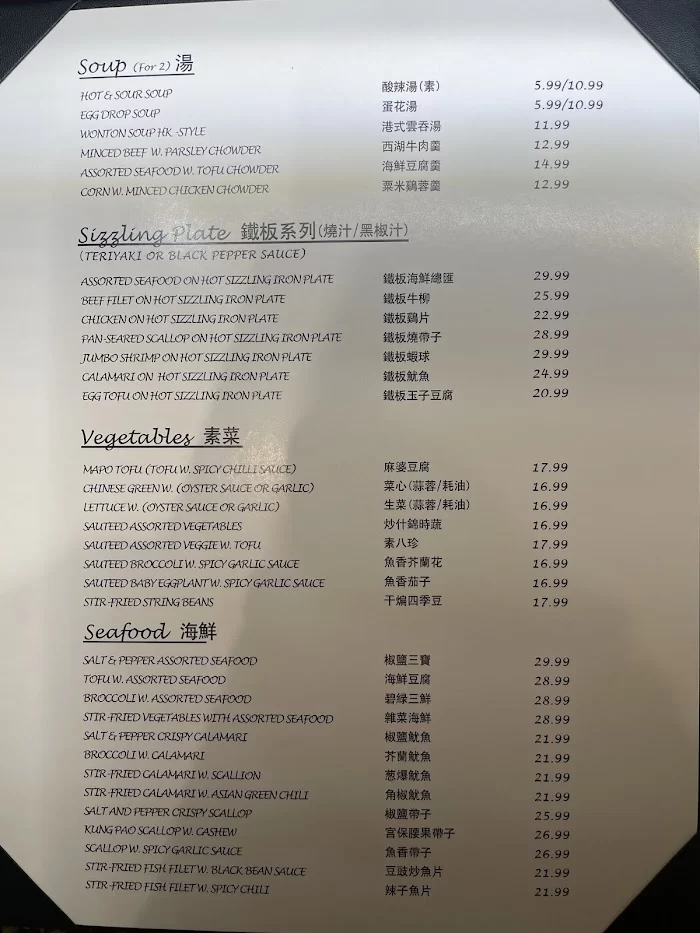 Soup (For 2) 湯
HOT & SOUR SOUP 酸辣湯(素) 5.99/10.99
EGG DROP SOUP 蛋花湯 5.99/10.99
WONTON SOUP HK -STYLE 港式雲吞湯 11.99
MINCED BEEF W. PARSLEY CHOWDER 西湖牛肉羹 12.99
ASSORTED SEAFOOD W. TOFU CHOWDER 海鮮豆腐羹 14.99
CORN W. MINCED CHICKEN CHOWDER 粟米鷄蓉羹 12.99
Sizzling Plate 鐵板系列(燒汁/黑椒汁)
(TERIYAKI OR BLACK PEPPER SAUCE)
ASSORTED SEAFOOD ON HOT SIZZLING IRON PLATE 鐵板海鮮總匯 29.99
BEEF FILET ON HOT SIZZLING IRON PLATE 鐵板牛柳 25.99
CHICKEN ON HOT SIZZLING IRON PLATE 鐵板鷄片 22.99
PAN-SEARED SCALLOP ON HOT SIZZLING IRON PLATE 鐵板燒帶子 28.99
JUMBO SHRIMP ON HOT SIZZLING IRON PLATE 鐵板蝦球 29.99
CALAMARI ON HOT SIZZLING IRON PLATE 鐵板魷魚 24.99
EGG TOFU ON HOT SIZZLING IRON PLATE 鐵板玉子豆腐 20.99
Vegetables 素菜
MAPO TOFU (TOFU W. SPICY CHILLI SAUCE) 麻婆豆腐 17.99
CHINESE GREEN W. (OYSTER SAUCE OR GARLIC) 菜心(蒜蓉/耗油) 16.99
LETTUCE W. (OYSTER SAUCE OR GARLIC) 生菜(蒜蓉/耗油) 16.99
SAUTEED ASSORTED VEGETABLES 炒什錦時蔬 16.99
SAUTEED ASSORTED VEGGIE W. TOFU 素八珍 17.99
SAUTEED BROCCOLI W. SPICY GARLIC SAUCE 魚香芥蘭花 16.99
SAUTEED BABY EGGPLANT W. SPICY GARLIC SAUCE 魚香茄子 16.99
STIR-FRIED STRING BEANS 干煸四季豆 17.99
Seafood 海鮮
SALT & PEPPER ASSORTED SEAFOOD 椒鹽三寶 29.99
TOFU W. ASSORTED SEAFOOD 海鮮豆腐 28.99
BROCCOLI W. ASSORTED SEAFOOD 碧緑三鮮 28.99
STIR-FRIED VEGETABLES WITH ASSORTED SEAFOOD 雜菜海鮮 28.99
SALT & PEPPER CRISPY CALAMARI 椒鹽魷魚 21.99
BROCCOLI W. CALAMARI 芥蘭魷魚 21.99
STIR-FRIED CALAMARI W. SCALLION 葱爆魷魚 21.99
STIR-FRIED CALAMARI W. ASIAN GREEN CHILI 角椒魷魚 21.99
SALT AND PEPPER CRISPY SCALLOP 椒鹽帶子 25.99
KUNG PAO SCALLOP W. CASHEW 宮保腰果帶子 26.99
SCALLOP W. SPICY GARLIC SAUCE 魚香帶子 26.99
STIR-FRIED FISH FILET W. BLACK BEAN SAUCE 豆豉炒魚片 21.99
STIR-FRIED FISH FILET W. SPICY CHILI 辣子魚片 21.99